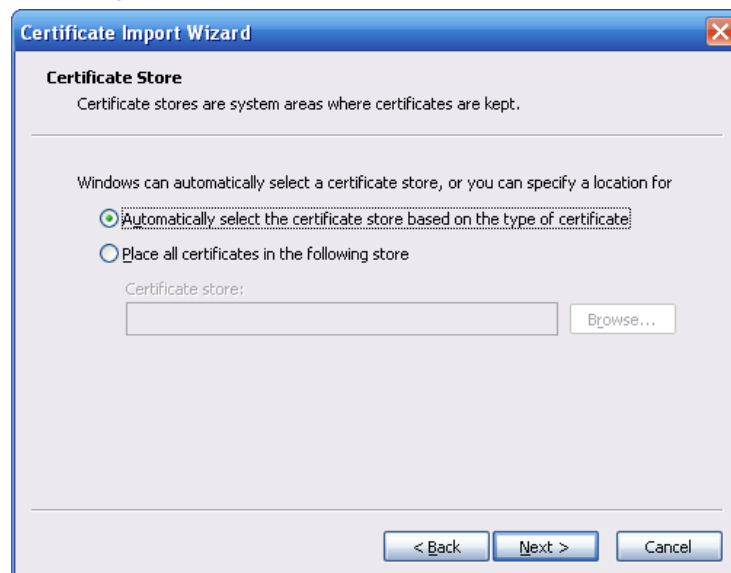 Certificate Import Wizard
Certificate Store
Certificate stores are system areas where certificates are kept.
Windows can automatically select a certificate store, or you can specify a location for
Automatically select the certificate store based on the type of certificate
Place all certificates in the following store
Certificate store:
Browse...
< Back Next > Cancel